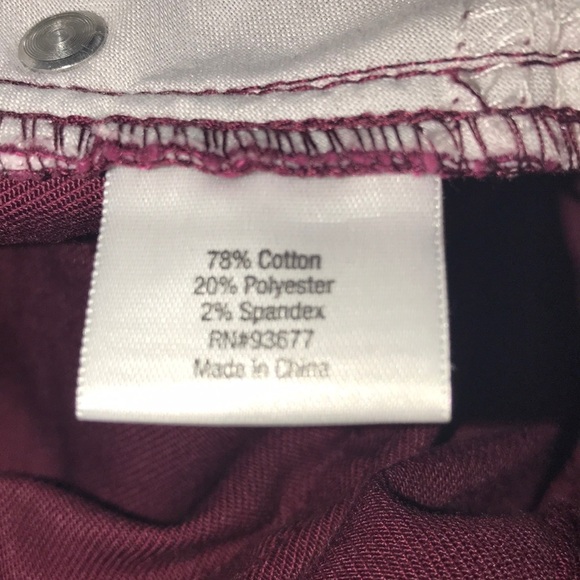 78% Cotton
20% Polyester
2% Spandex
RN#93677
Made in China